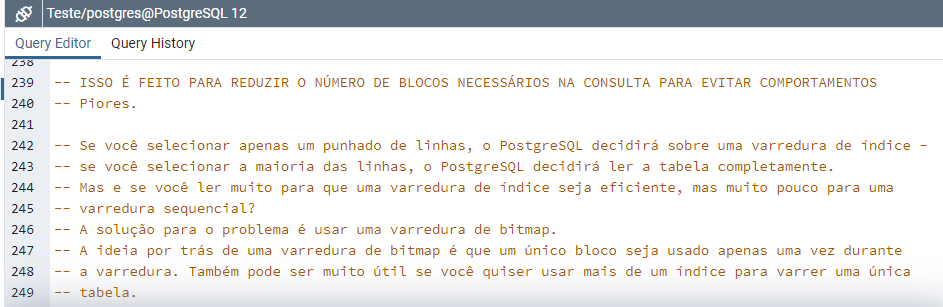 Teste/postgres@PostgreSQL 12
Query Editor Query History
238
239 -- ISSO É FEITO PARA REDUZIR O NÚMERO DE BLOCOS NECESSÁRIOS NA CONSULTA PARA EVITAR COMPORTAMENTOS
240 -- Piores.
241
242 -- Se você selecionar apenas um punhado de linhas, o PostgreSQL decidirá sobre uma varredura de índice -
243 -- se você selecionar a maioria das linhas, o PostgreSQL decidirá ler a tabela completamente.
244 -- Mas e se você ler muito para que uma varredura de índice seja eficiente, mas muito pouco para uma
245 -- varredura sequencial?
246 -- A solução para o problema é usar uma varredura de bitmap.
247 -- A ideia por trás de uma varredura de bitmap é que um único bloco seja usado apenas uma vez durante
248 -- a varredura. Também pode ser muito útil se você quiser usar mais de um índice para varrer uma única
249 -- tabela.